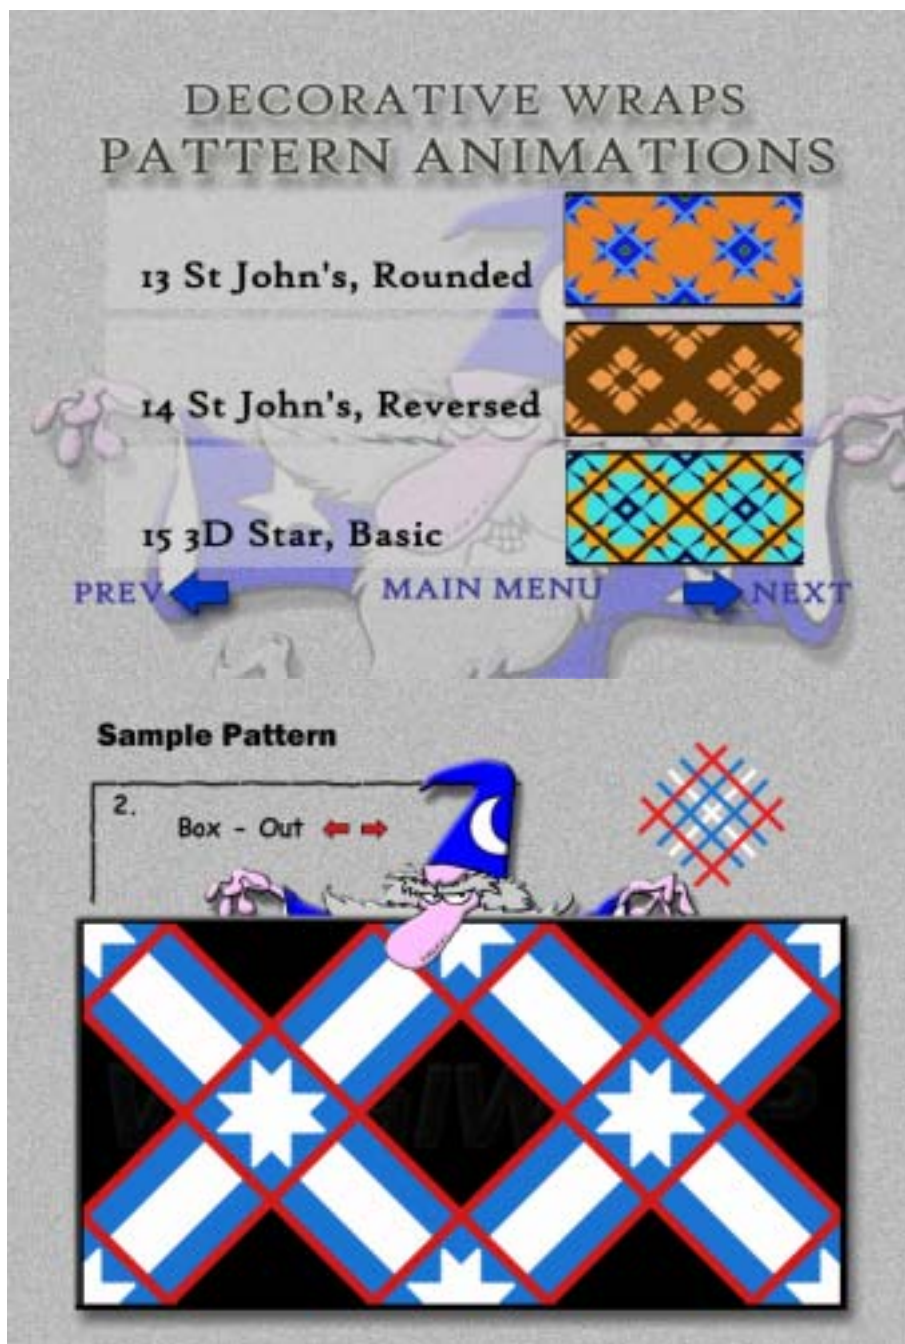 DECORATIVE WRAPS
PATTERN ANIMATIONS
13 St John's, Rounded
14 St John's, Reversed
15 3D Star, Basic
PREV MAIN MENU NEXT
Sample Pattern
2.
Box - Out